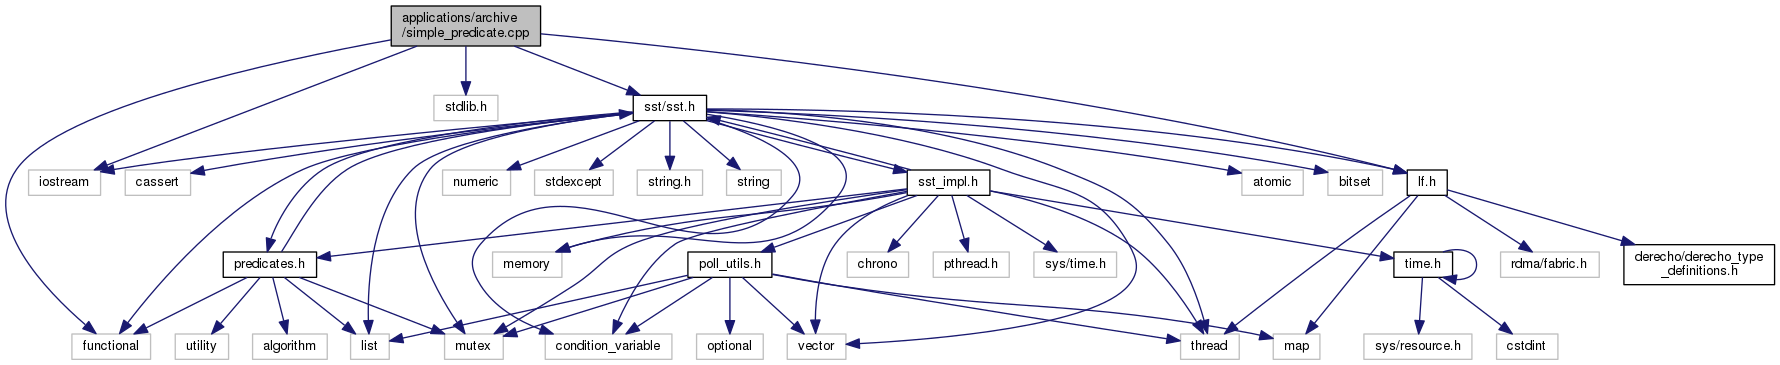 applications/archive
/simple_predicate.cpp
stdlib.h
sst/sst.h
iostream
cassert
numeric
stdexcept
string.h
string
sst_impl.h
atomic
bitset
lf.h
predicates.h
memory
poll_utils.h
chrono
pthread.h
sys/time.h
time.h
rdma/fabric.h
derecho/derecho_type
_definitions.h
functional
utility
algorithm
list
mutex
condition_variable
optional
vector
thread
map
sys/resource.h
cstdint